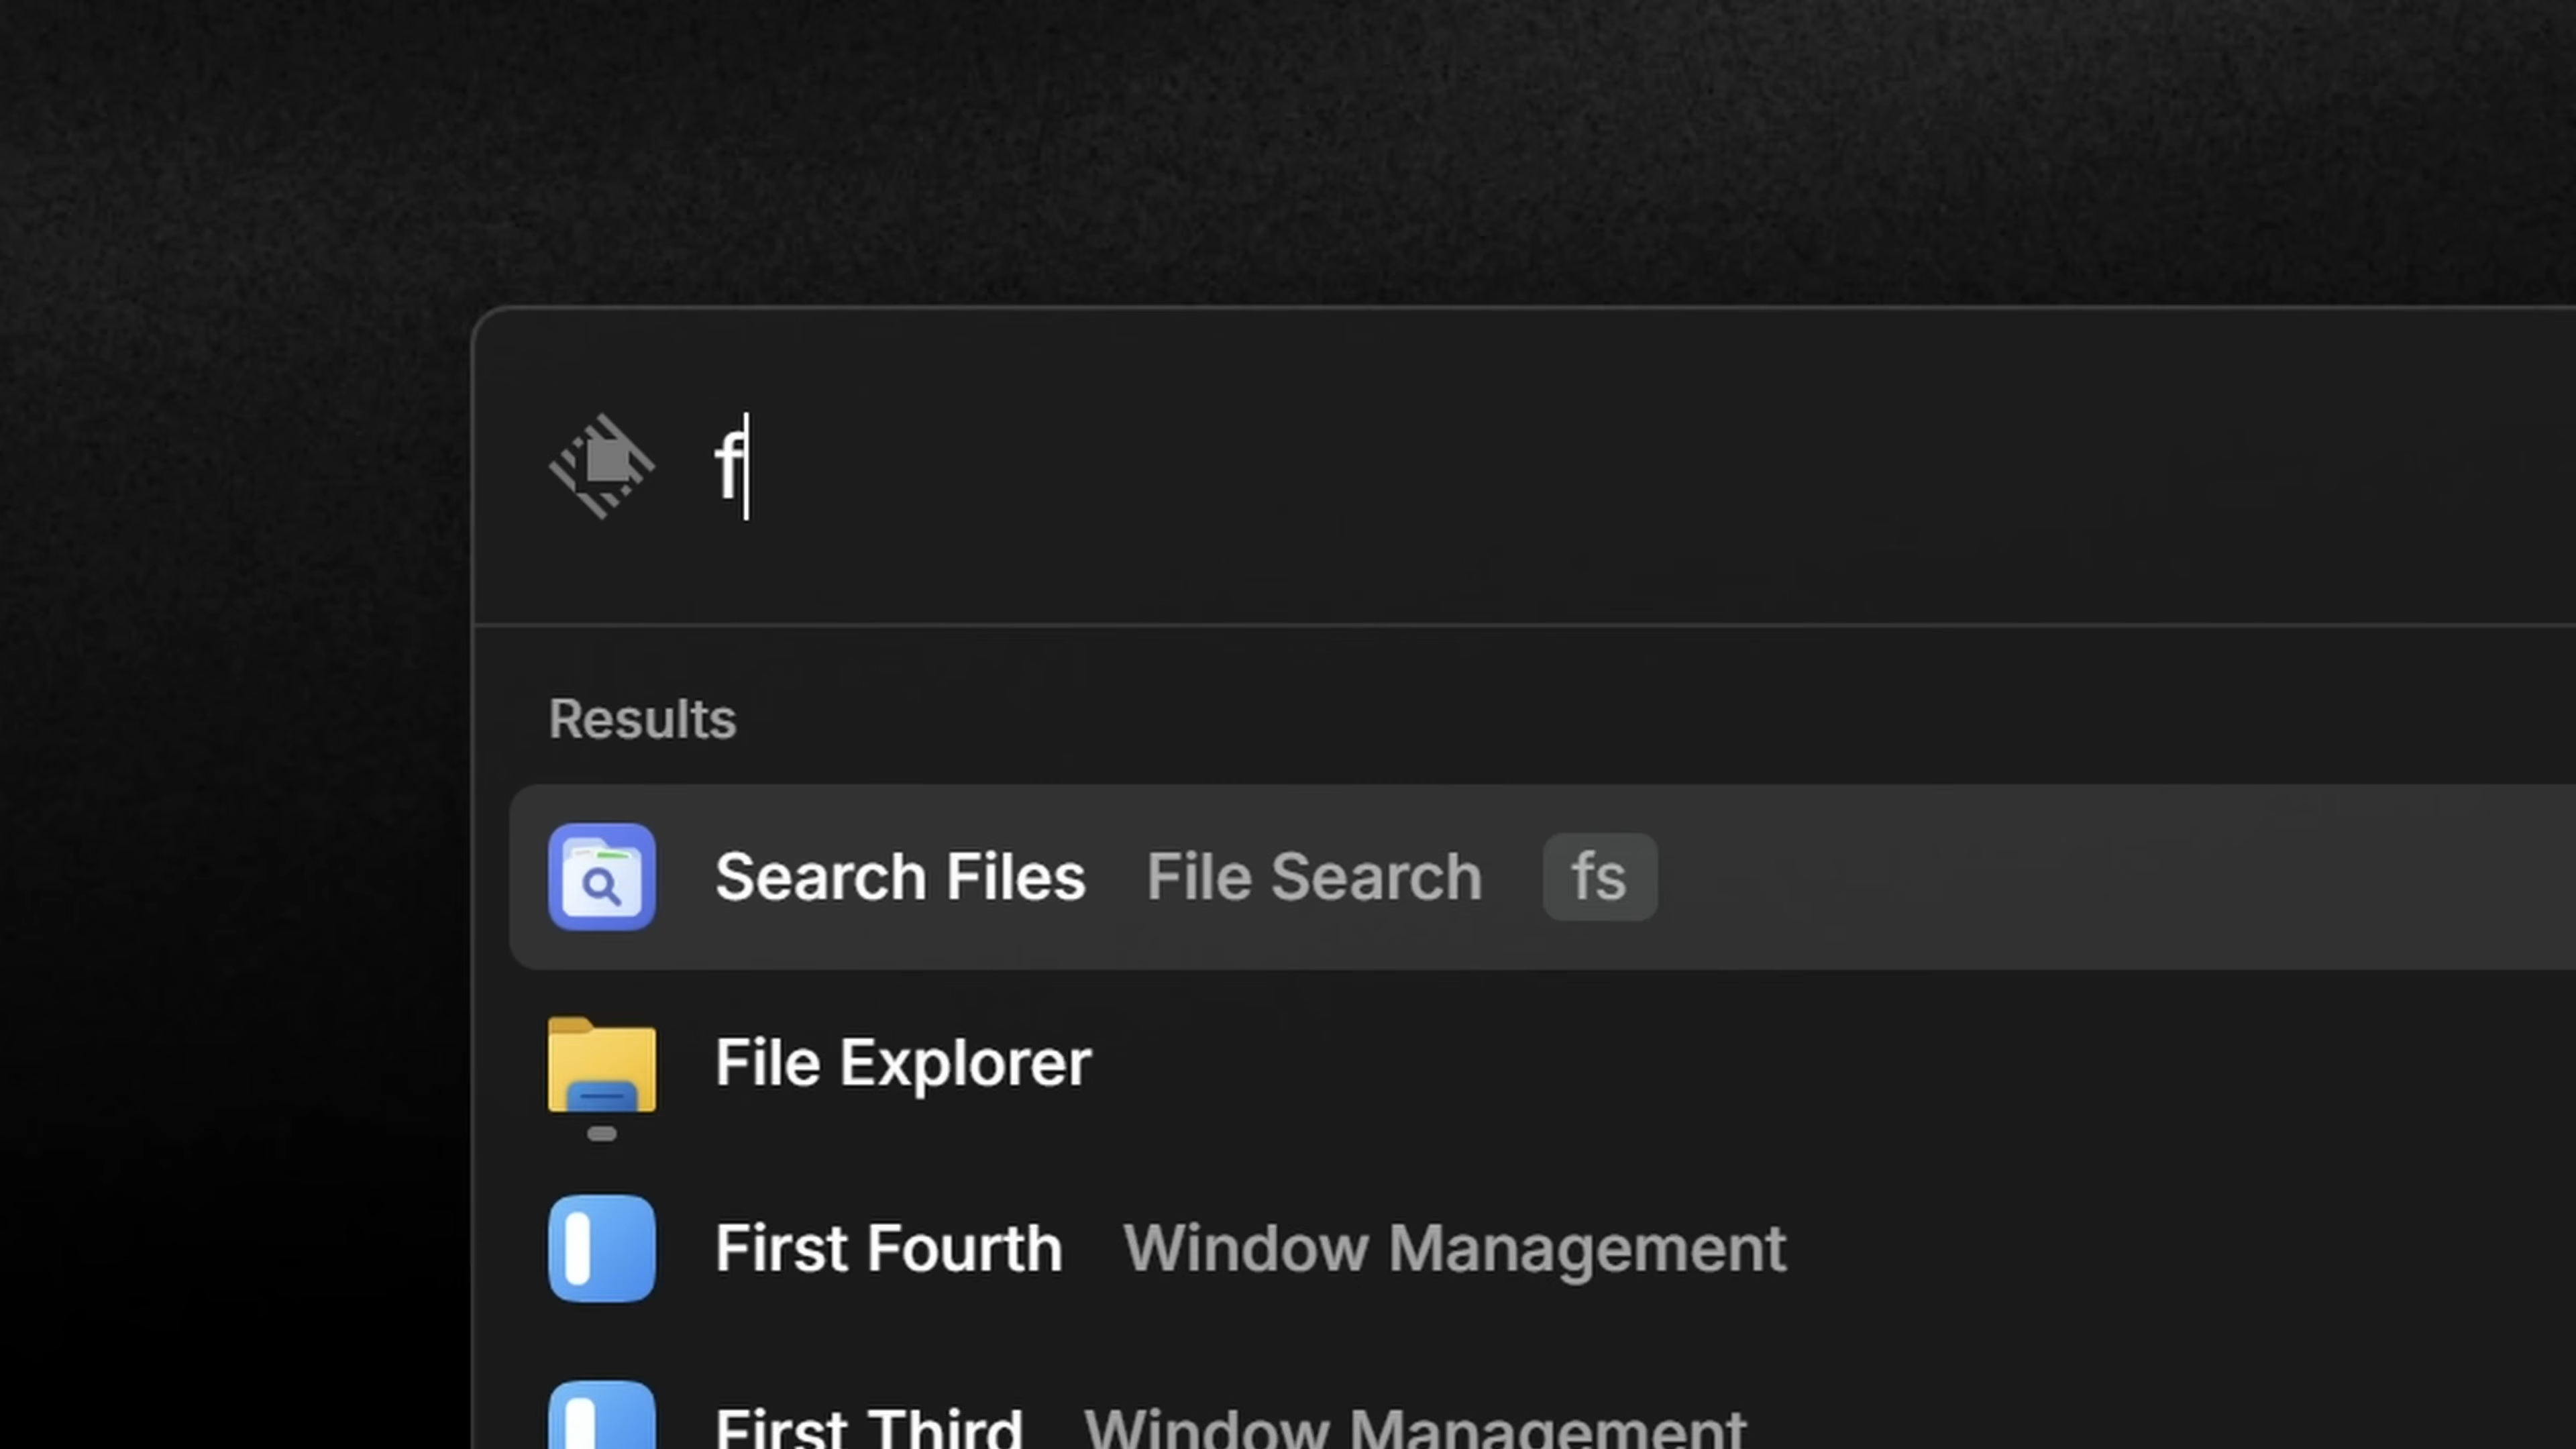 f
Results
Search Files File Search fs
File Explorer
First Fourth Window Management
First Third Window Management